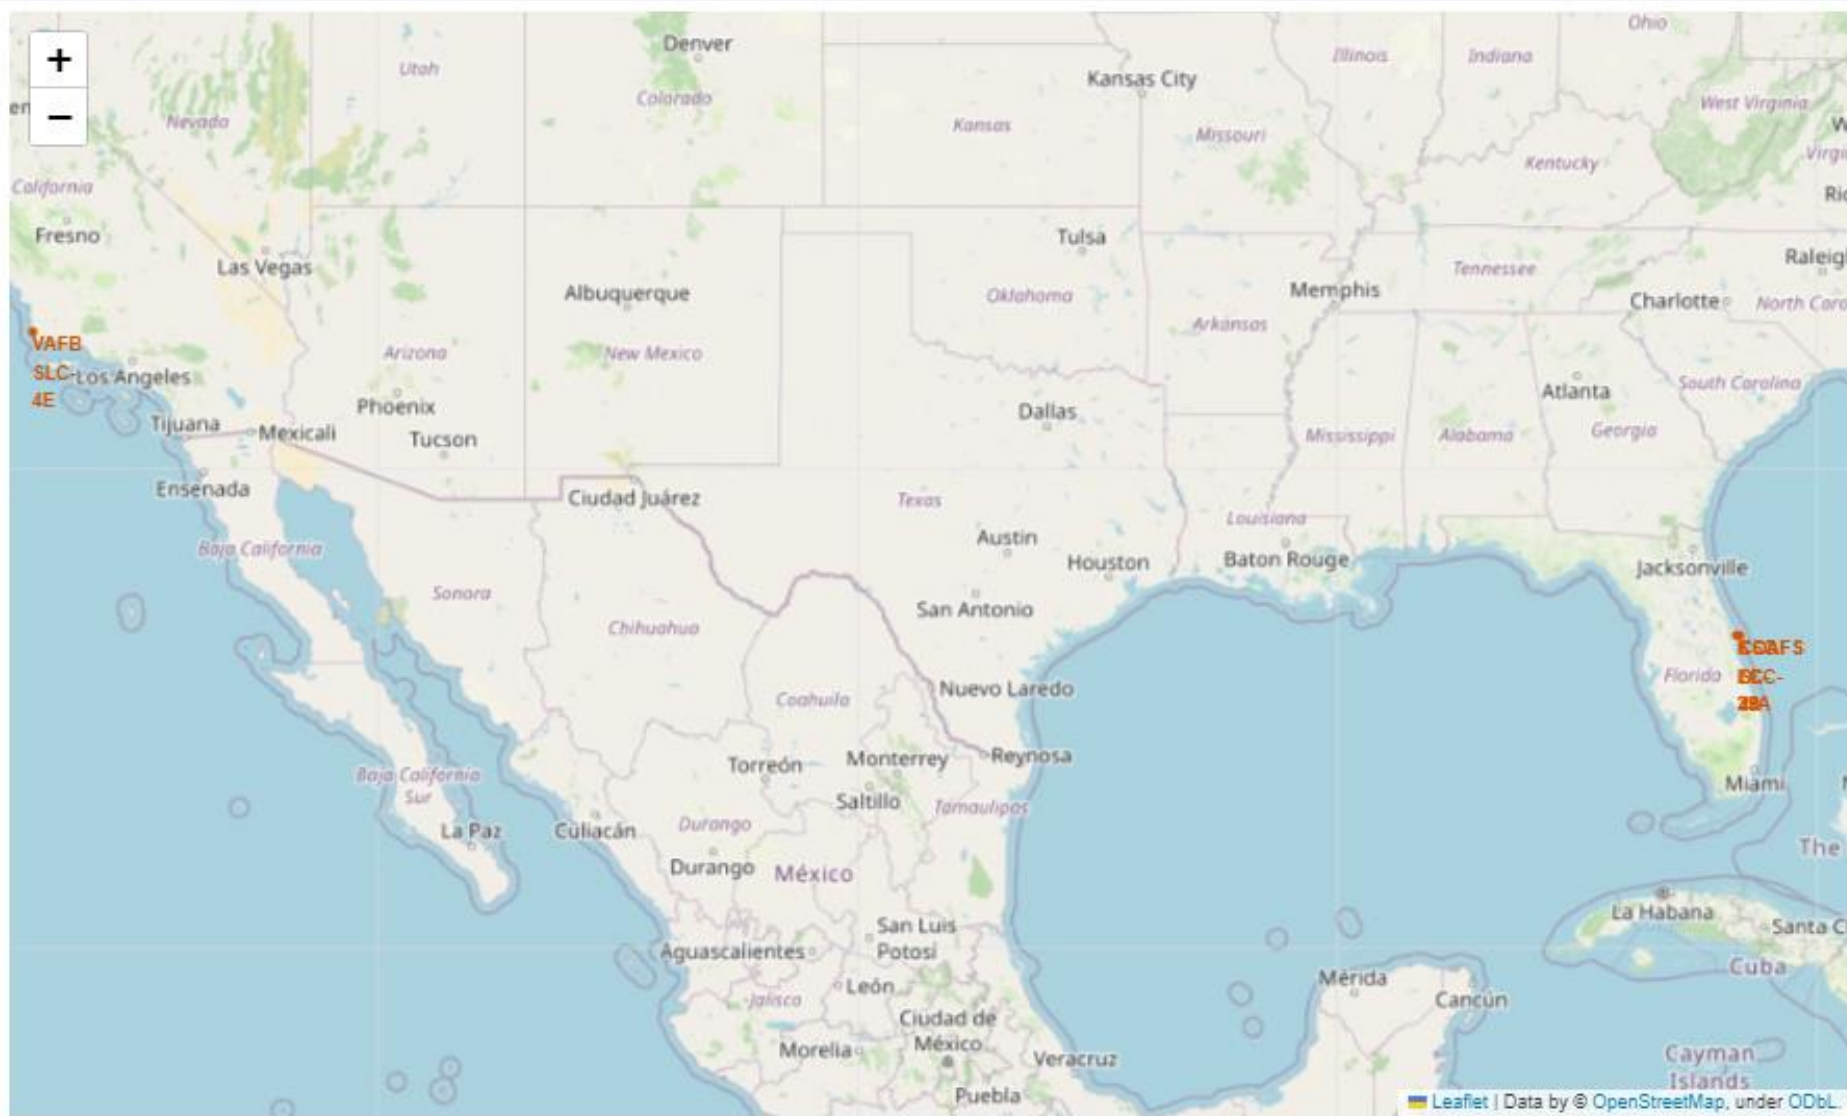 +
−
Denver
Ohio
Utah
Illinois
Indiana
Kansas City
Colorado
West Virginia
Nevada
Kansas
Missouri
Kentucky
California
Fresno
Tulsa
Las Vegas
Tennessee
Albuquerque
Oklahoma
Memphis
Charlotte
North Caro
Arkansas
VAFB
SLC-
4E
Arizona
New Mexico
Los Angeles
South Carolina
Atlanta
Phoenix
Dallas
Tijuana
Mexicali
Tucson
Mississippi
Alabama
Georgia
Ensenada
Ciudad Juárez
Texas
Louisiana
Austin
Baja California
Houston
Baton Rouge
Jacksonville
Sonora
San Antonio
Chihuahua
Florida
Coahuila
Nuevo Laredo
Torreón
Monterrey
Reynosa
Baja California
Sur
Miami
Saltillo
Tamaulipas
La Paz
Culiacán
Durango
The
Durango
México
La Habana
San Luis
Potosí
Santa C
Aguascalientes
Cuba
Mérida
León
Jalisco
Cancún
Ciudad de
México
Morelia
Veracruz
Cayman
Islands
Puebla
Leaflet | Data by © OpenStreetMap, under ODbL.